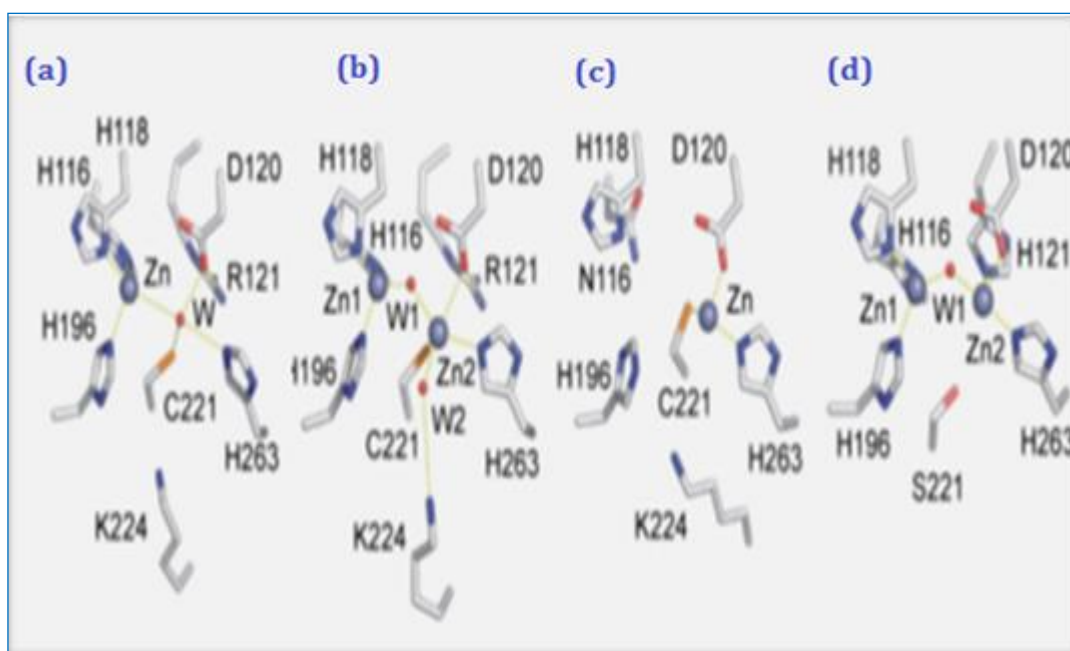 (a)
H118
H116
D120
Zn
R121
W
H196
C221
H263
K224
(b)
H118
D120
H116
R121
Zn1
W1
H196
Zn2
C221
W2
H263
K224
(c)
H118
D120
N116
Zn
H196
C221
H263
K224
(d)
H118
D120
H116
H121
Zn1
W1
Zn2
H196
H263
S221